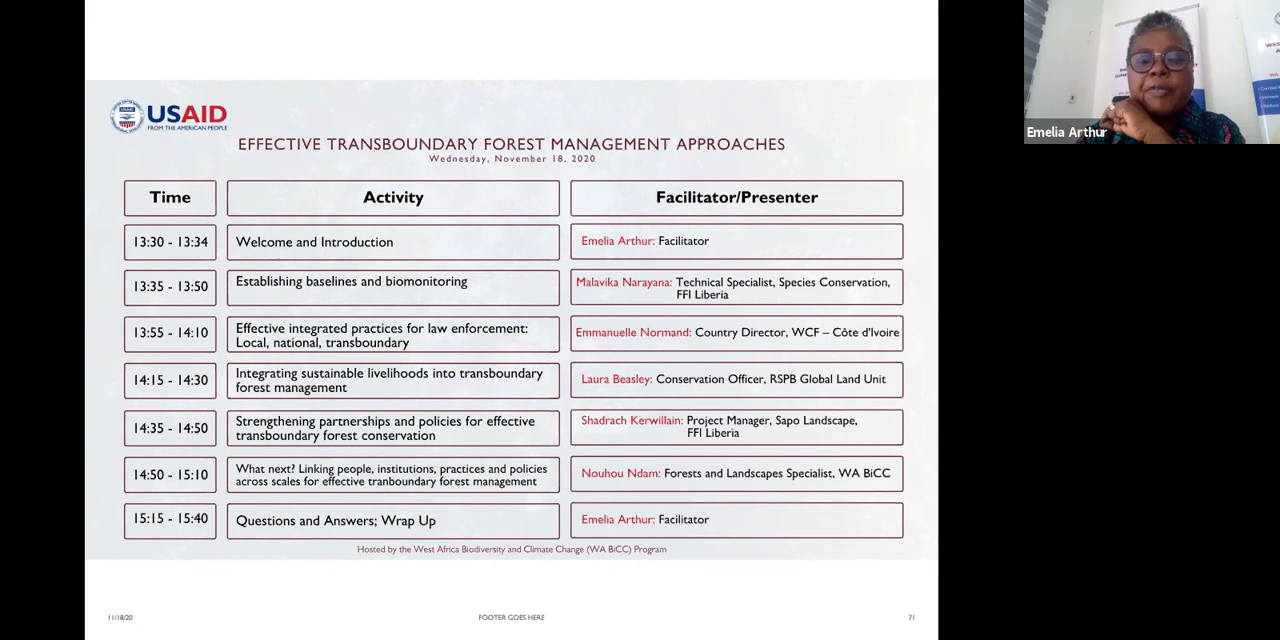 USAID
FROM THE AMERICAN PEOPLE
EFFECTIVE TRANSBOUNDARY FOREST MANAGEMENT APPROACHES
Wednesday, November 18, 2020
Time Activity Facilitator/Presenter
13:30 - 13:34 Welcome and Introduction Emelia Arthur: Facilitator
13:35 - 13:50 Establishing baselines and biomonitoring Malavika Narayana: Technical Specialist, Species Conservation,
FFI Liberia
13:55 - 14:10 Effective integrated practices for law enforcement: Emmanuelle Normand: Country Director, WCF – Côte d'Ivoire
Local, national, transboundary
14:15 - 14:30 Integrating sustainable livelihoods into transboundary Laura Beasley: Conservation Officer, RSPB Global Land Unit
forest management
14:35 - 14:50 Strengthening partnerships and policies for effective Shadrach Kerwillain: Project Manager, Sapo Landscape,
transboundary forest conservation FFI Liberia
14:50 - 15:10 What next? Linking people, institutions, practices and policies Nouhou Ndam: Forests and Landscapes Specialist, WA BiCC
across scales for effective tranboundary forest management
15:15 - 15:40 Questions and Answers; Wrap Up Emelia Arthur: Facilitator
Hosted by the West Africa Biodiversity and Climate Change (WA BiCC) Program
11/18/20 FOOTER GOES HERE 71
Emelia Arthur